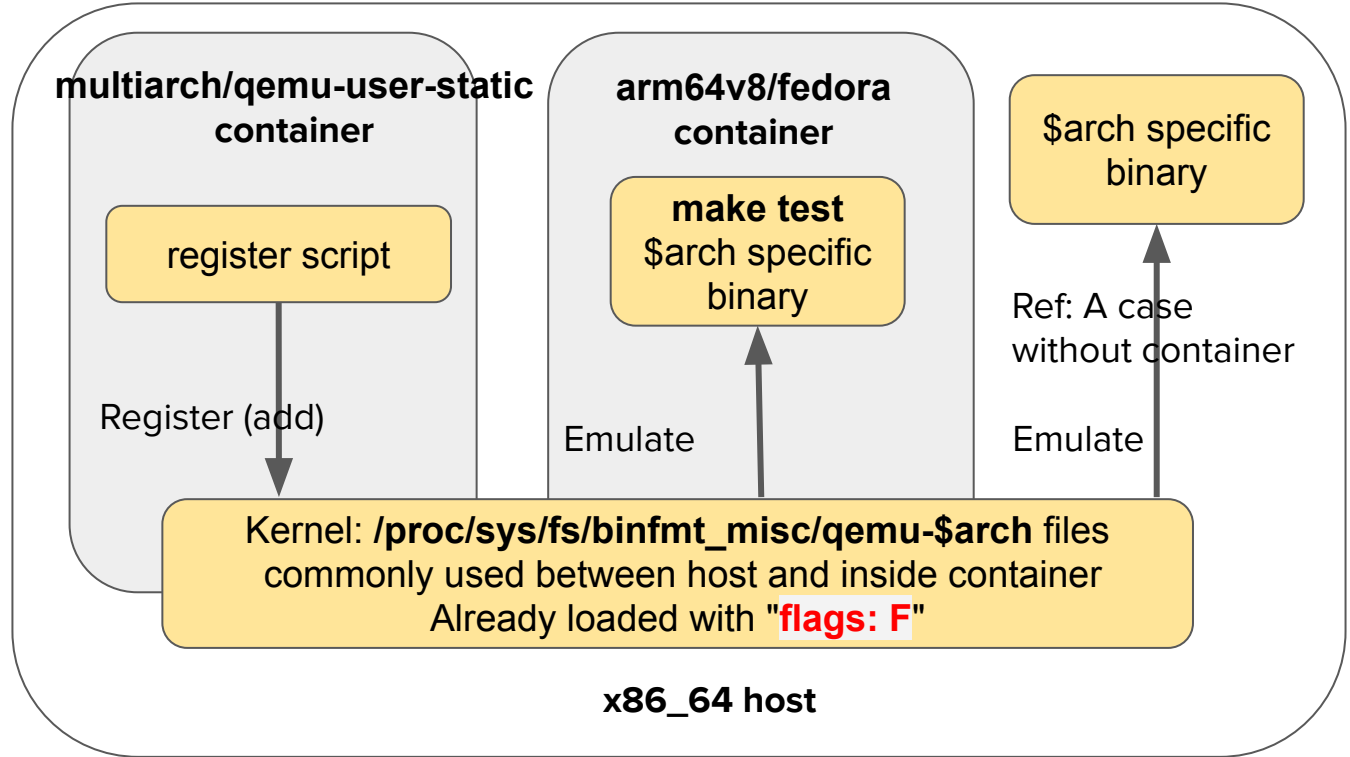 multiarch/qemu-user-static
container
register script
Register (add)
arm64v8/fedora
container
make test
$arch specific
binary
Emulate
$arch specific
binary
Ref: A case
without container
Emulate
Kernel: /proc/sys/fs/binfmt_misc/qemu-$arch files
commonly used between host and inside container
Already loaded with "flags: F"
x86_64 host